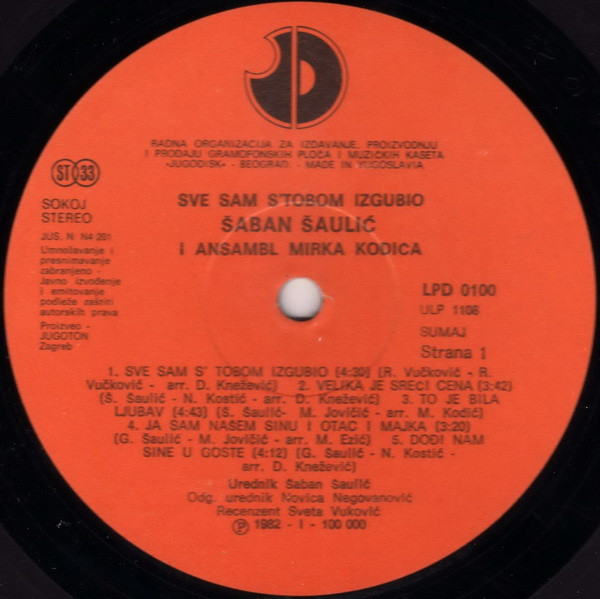 RADNA ORGANIZACIJA ZA IZDAVANJE, PROIZVODNJU
I PRODAJU GRAMOFONSKIH PLOČA I MUZIČKIH KASETA
«JUGODISK» - BEOGRAD. - MADE IN YUGOSLAVIA
ST 33
SOKOJ
STEREO
JUS. N. N4 261
Umnožavanje i
presnimavanje
zabranjeno -
Javno izvođenje
i emitovanje
podleže zaštiti
autorskih prava
Proizveo -
JUGOTON
Zagreb
SVE SAM S'TOBOM IZGUBIO
ŠABAN ŠAULIĆ
I ANSAMBL MIRKA KODICA
LPD 0100
ULP 1106
SUMAJ
Strana 1
1. SVE SAM S' TOBOM IZGUBIO (4:30) (R. Vučković - R.
Vučković - arr. D. Knežević) 2. VELIKA JE SRECI CENA (3:42)
(Š. Šaulić - N. Kostić - arr. D. Knežević) 3. TO JE BILA
LJUBAV (4:43) (Š. Šaulić- M. Jovičić - arr. M. Kodić)
4. JA SAM NAŠEM SINU I OTAC I MAJKA (3:20)
(G. Šaulić - M. Jovičić - arr. M. Ezić) 5. DOĐI NAM
SINE U GOSTE (4:12) (G. Šaulić - N. Kostić -
arr. D. Knežević)
Urednik Šaban Šaulić
Odg. urednik Novica Negovanović
Recenzent Sveta Vuković
Ⓟ 1982 - I - 100 000